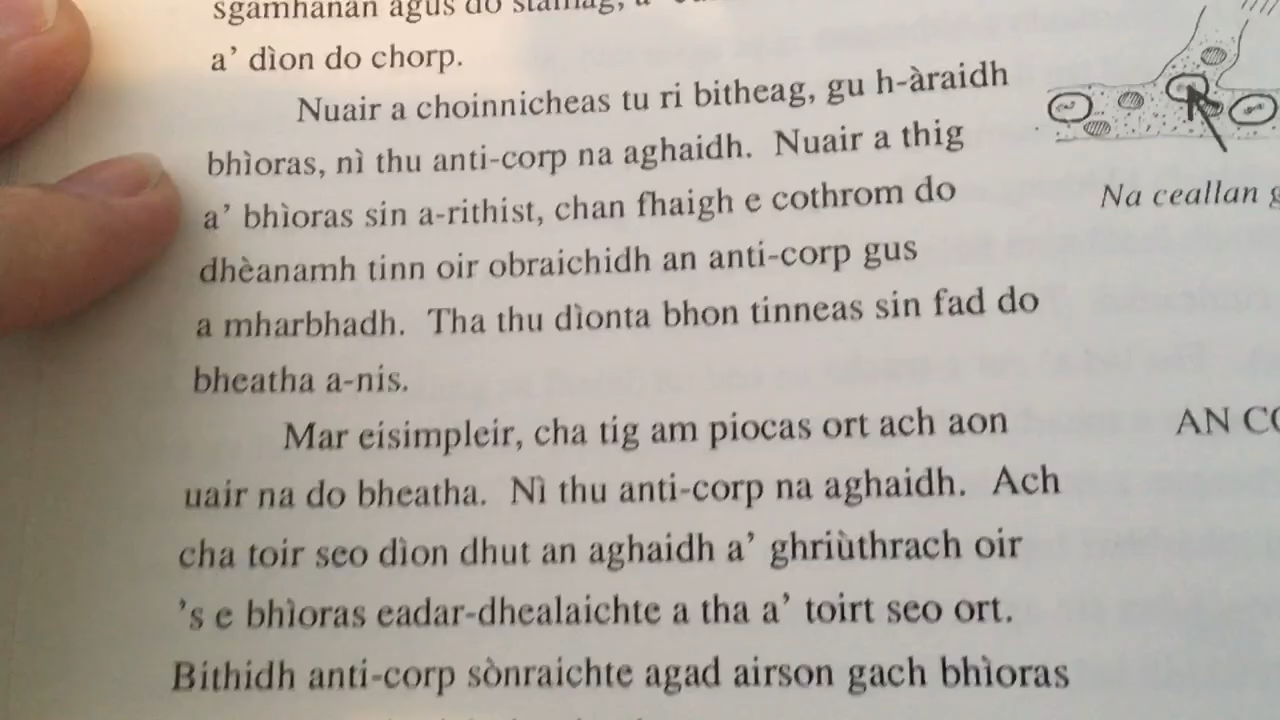 sgamhanan agus do stamag, a'
a' dìon do chorp.
Nuair a choinnicheas tu ri bitheag, gu h-àraidh
bhìoras, nì thu anti-corp na aghaidh. Nuair a thig
a' bhìoras sin a-rithist, chan fhaigh e cothrom do
dhèanamh tinn oir obraichidh an anti-corp gus
a mharbhadh. Tha thu dìonta bhon tinneas sin fad do
bheatha a-nis.
Mar eisimpleir, cha tig am piocas ort ach aon
uair na do bheatha. Nì thu anti-corp na aghaidh. Ach
cha toir seo dìon dhut an aghaidh a' ghriùthrach oir
's e bhìoras eadar-dhealaichte a tha a' toirt seo ort.
Bithidh anti-corp sònraichte agad airson gach bhìoras
Na ceallan
AN